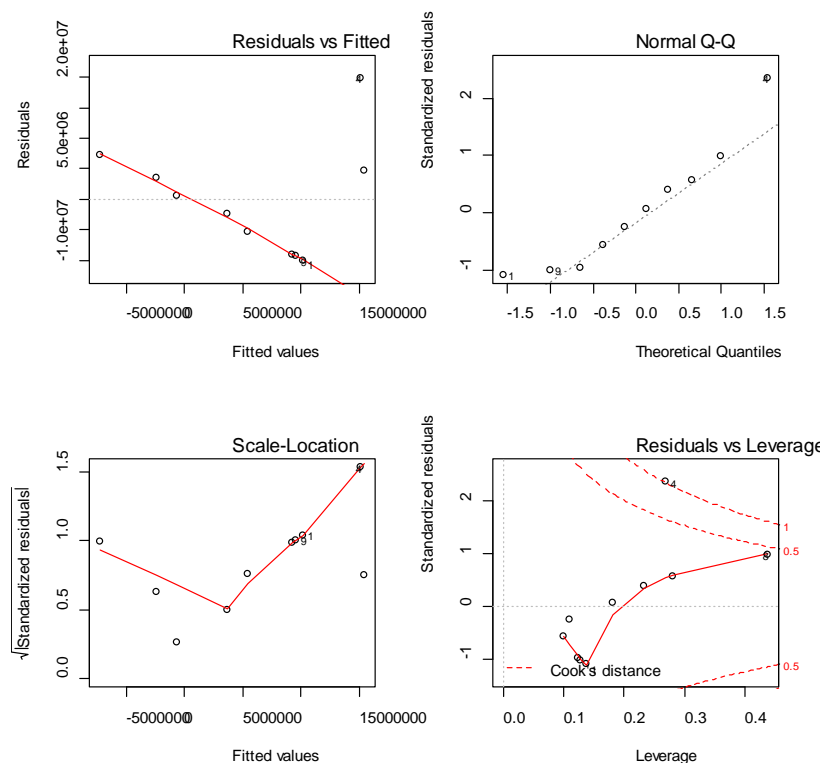 Residuals vs Fitted
Residuals
2.0e+07
5.0e+06
-1.0e+07
4
9 1
-5000000 0 5000000 15000000
Fitted values
Normal Q-Q
Standardized residuals
2
1
0
-1
4
1
9
-1.5 -1.0 -0.5 0.0 0.5 1.0 1.5
Theoretical Quantiles
Scale-Location
√|Standardized residuals|
1.5
1.0
0.5
0.0
4
1
9
-5000000 0 5000000 15000000
Fitted values
Residuals vs Leverage
Standardized residuals
2
1
0
-1
4
1
0.5
0.5
Cook's distance
0.0 0.1 0.2 0.3 0.4
Leverage